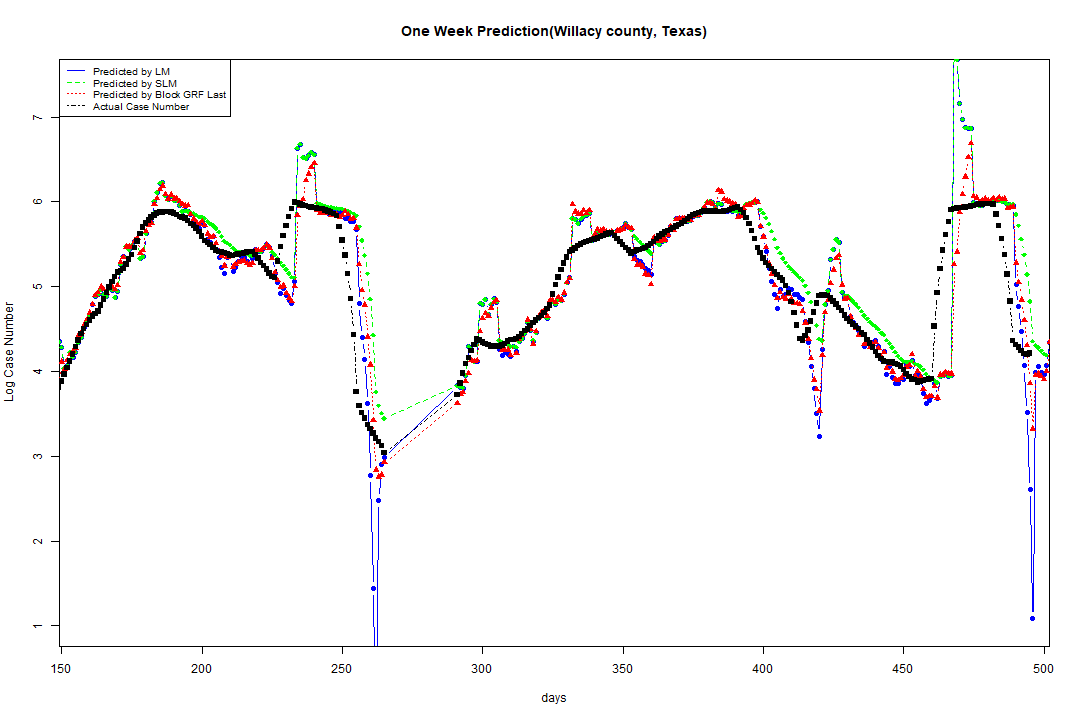 One Week Prediction(Willacy county, Texas)
Predicted by LM
Predicted by SLM
Predicted by Block GRF Last
Actual Case Number
Log Case Number
7
6
5
4
3
2
1
150 200 250 300 350 400 450 500
days